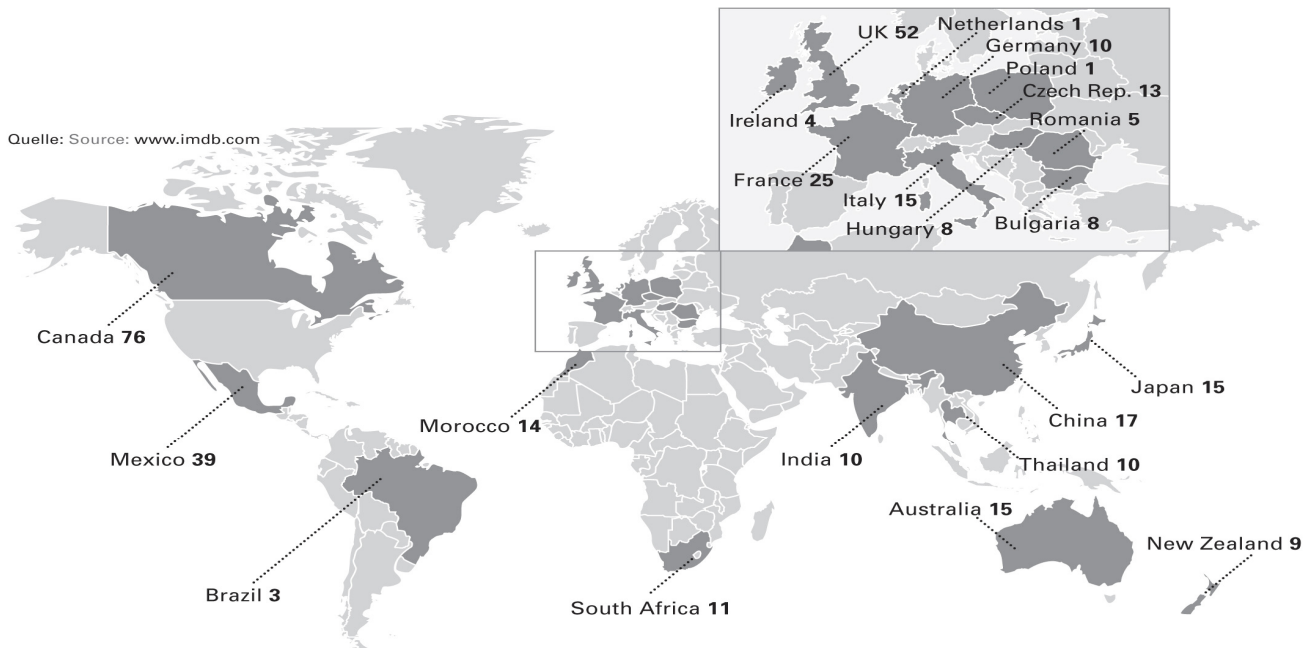 Netherlands 1
UK 52
Germany 10
Poland 1
Czech Rep. 13
Ireland 4
Romania 5
Quelle: Source: www.imdb.com
France 25
Italy 15
Hungary 8
Bulgaria 8
Canada 76
Japan 15
China 17
Morocco 14
Mexico 39
India 10
Thailand 10
Australia 15
New Zealand 9
Brazil 3
South Africa 11